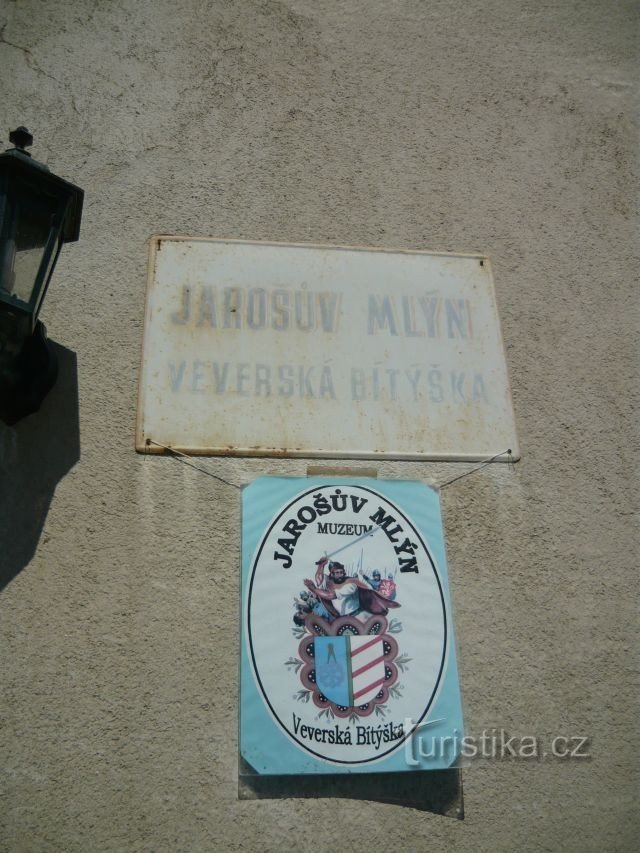 JAROŠŮV MLÝN
VEVERSKÁ BÍTÝŠKA
JAROŠŮV MLÝN
MUZEUM
Veverská Bítýška
turistika.cz